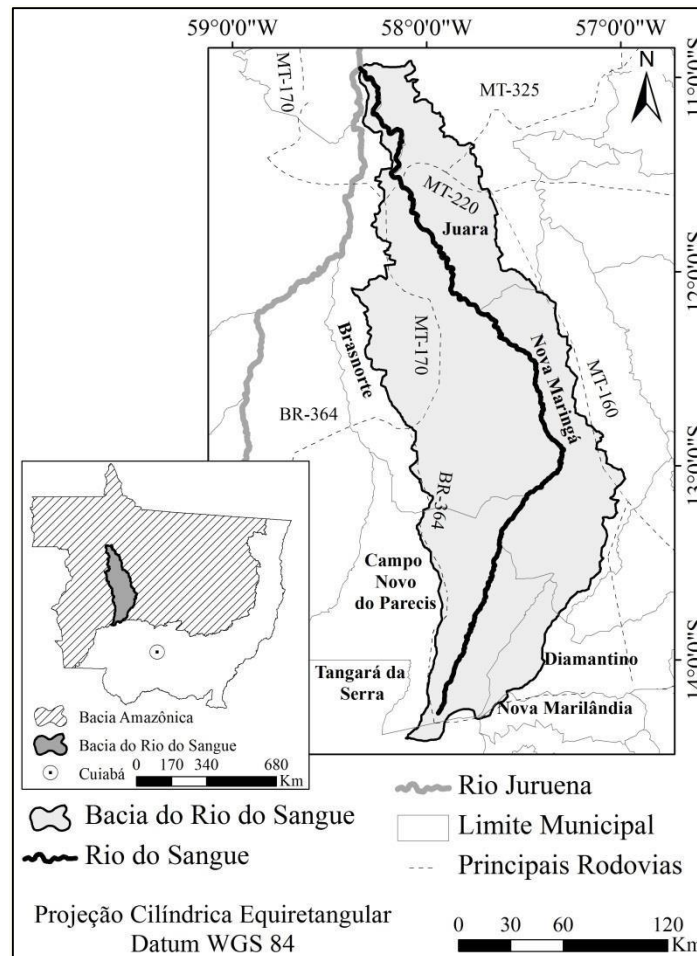 59°0'0"W 58°0'0"W 57°0'0"W
11°0'0"S
12°0'0"S
13°0'0"S
14°0'0"S
N
MT-170
MT-325
MT-220
Juara
Brasnorte
MT-170
Nova Maringá
MT-160
BR-364
BR-364
Campo
Novo
do Parecis
Tangará da
Serra
Diamantino
Nova Marilândia
Bacia Amazônica
Bacia do Rio do Sangue
Cuiabá
0 170 340 680
Km
Bacia do Rio do Sangue
Rio do Sangue
Rio Juruena
Limite Municipal
Principais Rodovias
Projeção Cilíndrica Equiretangular
Datum WGS 84
0 30 60 120
Km